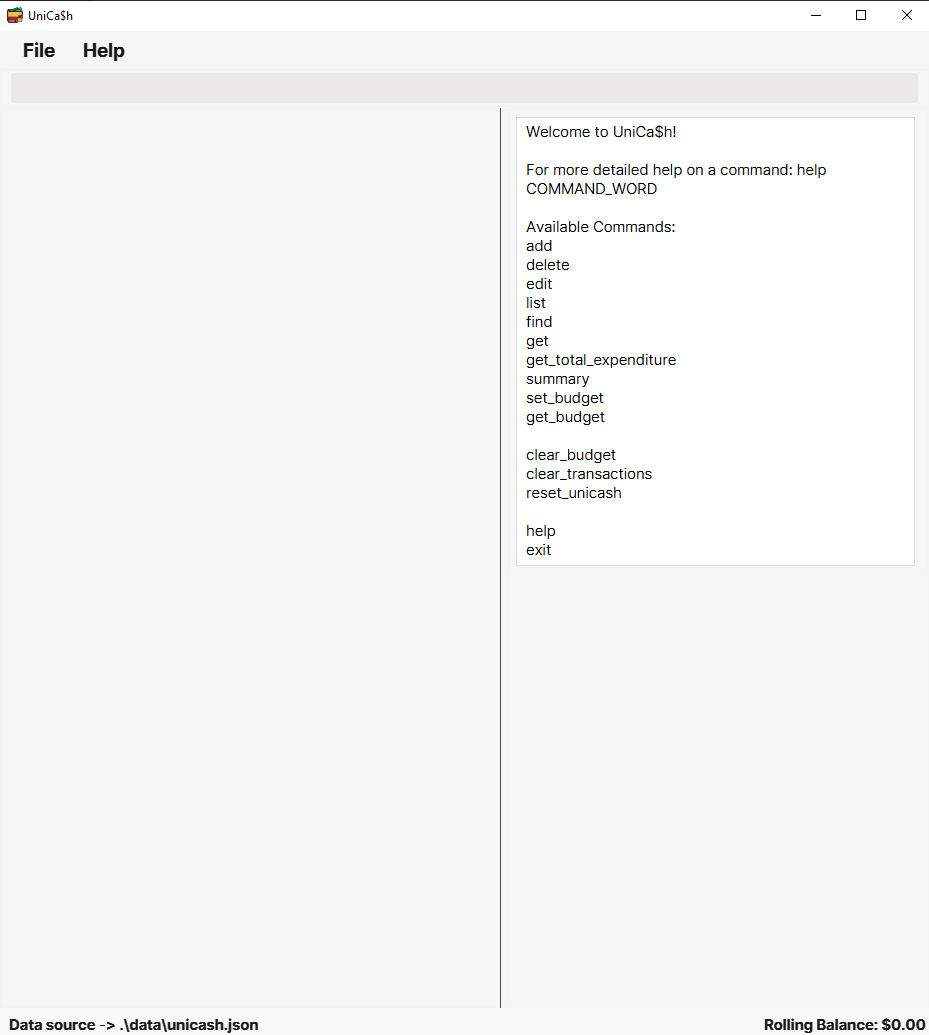 UniCa$h
File Help
Welcome to UniCa$h!
For more detailed help on a command: help
COMMAND_WORD
Available Commands:
add
delete
edit
list
find
get
get_total_expenditure
summary
set_budget
get_budget
clear_budget
clear_transactions
reset_unicash
help
exit
Data source -> .\data\unicash.json
Rolling Balance: $0.00